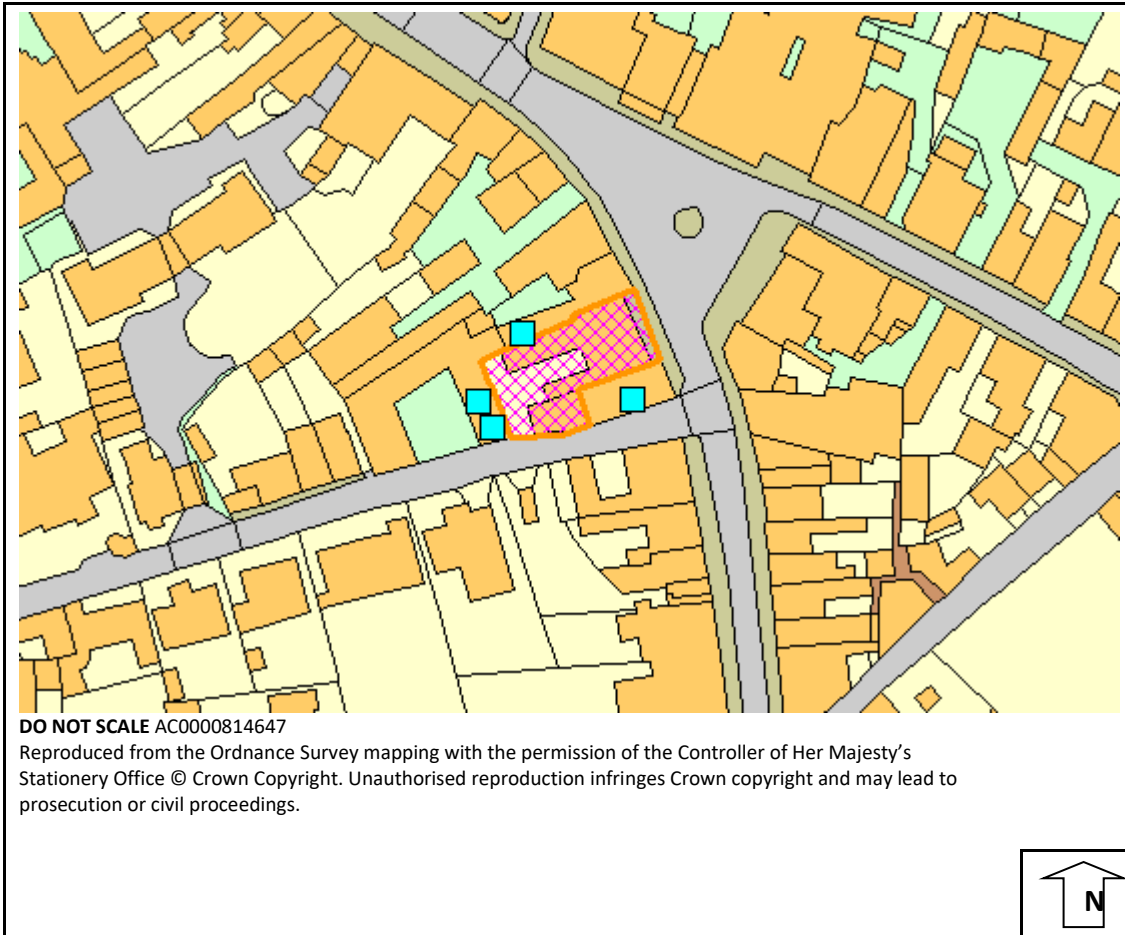 DO NOT SCALE AC0000814647
Reproduced from the Ordnance Survey mapping with the permission of the Controller of Her Majesty’s
Stationery Office © Crown Copyright. Unauthorised reproduction infringes Crown copyright and may lead to
prosecution or civil proceedings.
N